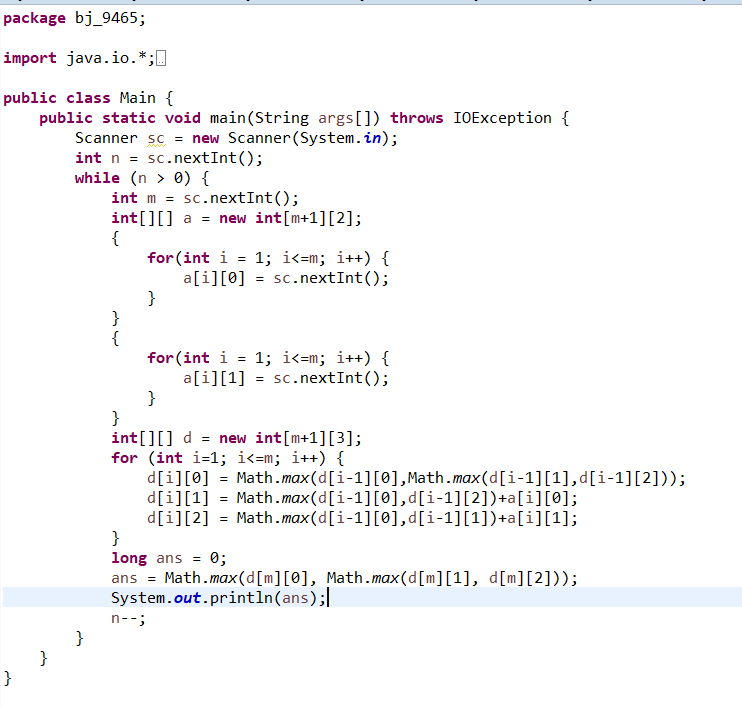 package bj_9465;
import java.io.*;
public class Main {
public static void main(String args[]) throws IOException {
Scanner sc = new Scanner(System.in);
int n = sc.nextInt();
while (n > 0) {
int m = sc.nextInt();
int[][] a = new int[m+1][2];
{
for(int i = 1; i<=m; i++) {
a[i][0] = sc.nextInt();
}
}
{
for(int i = 1; i<=m; i++) {
a[i][1] = sc.nextInt();
}
}
int[][] d = new int[m+1][3];
for (int i=1; i<=m; i++) {
d[i][0] = Math.max(d[i-1][0],Math.max(d[i-1][1],d[i-1][2]));
d[i][1] = Math.max(d[i-1][0],d[i-1][2])+a[i][0];
d[i][2] = Math.max(d[i-1][0],d[i-1][1])+a[i][1];
}
long ans = 0;
ans = Math.max(d[m][0], Math.max(d[m][1], d[m][2]));
System.out.println(ans);
n--;
}
}
}